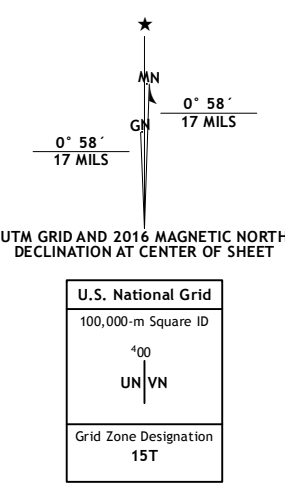 ★
MN
0° 58´
17 MILS
GN
0° 58´
17 MILS
UTM GRID AND 2016 MAGNETIC NORTH
DECLINATION AT CENTER OF SHEET
U.S. National Grid
100,000-m Square ID
⁴00
UN VN
Grid Zone Designation
15T